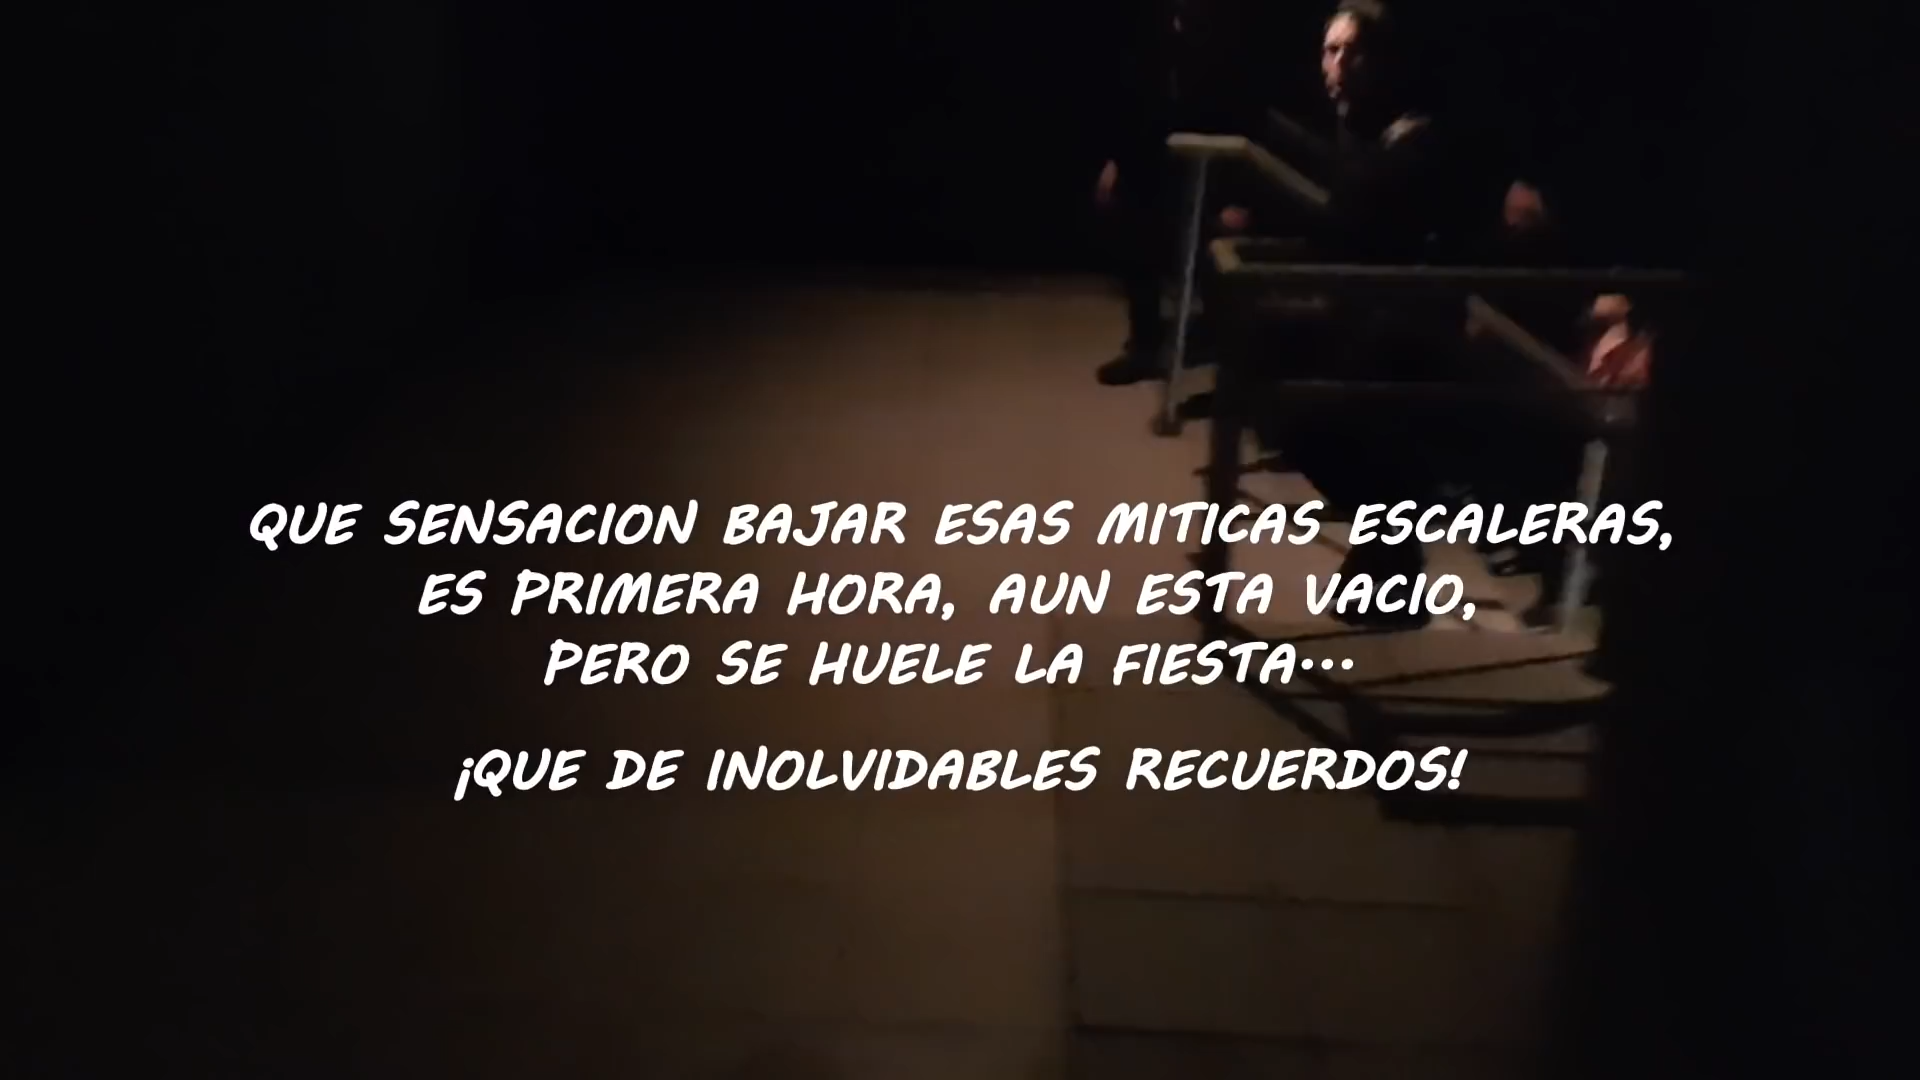 QUE SENSACION BAJAR ESAS MITICAS ESCALERAS,
ES PRIMERA HORA, AUN ESTA VACIO,
PERO SE HUELE LA FIESTA...
¡QUE DE INOLVIDABLES RECUERDOS!